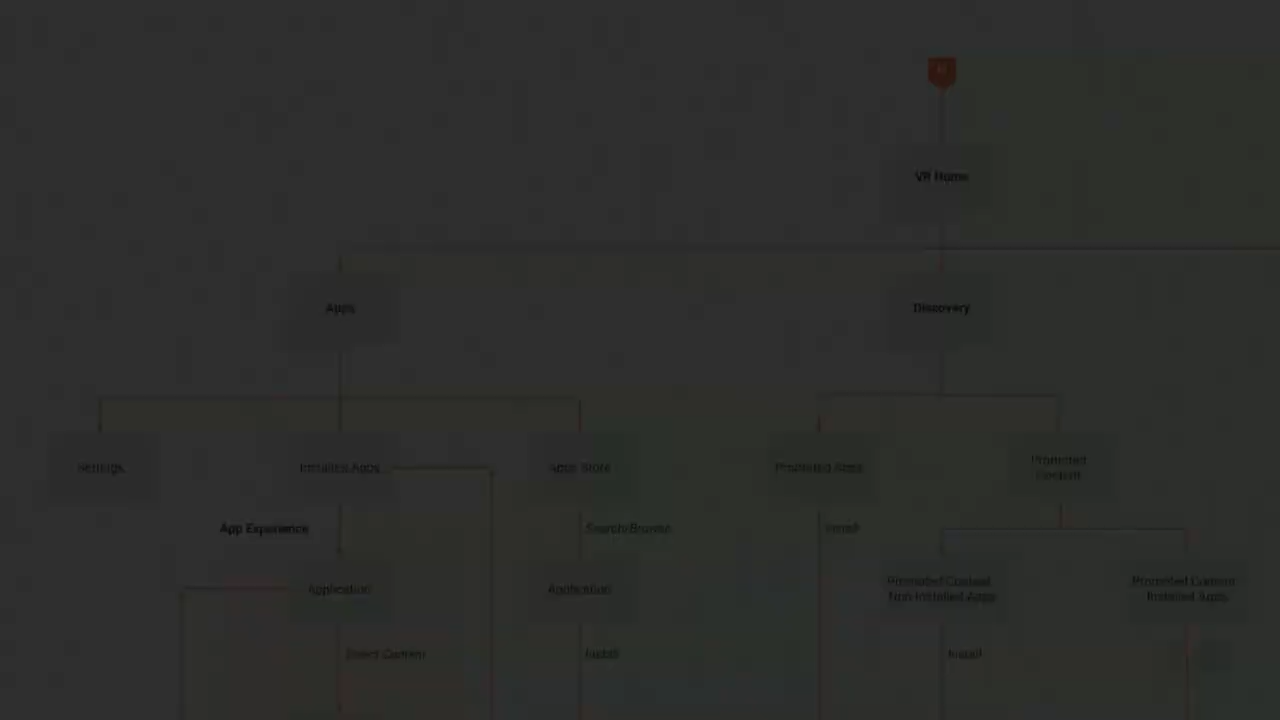 VR Home
Apps
Discovery
Settings
Installed Apps
Apps Store
Promoted Apps
Promoted
Content
App Experience
Search/Browse
Install
Application
Application
Promoted Content
Non-Installed Apps
Promoted Content
Installed Apps
Select Content
Install
Install